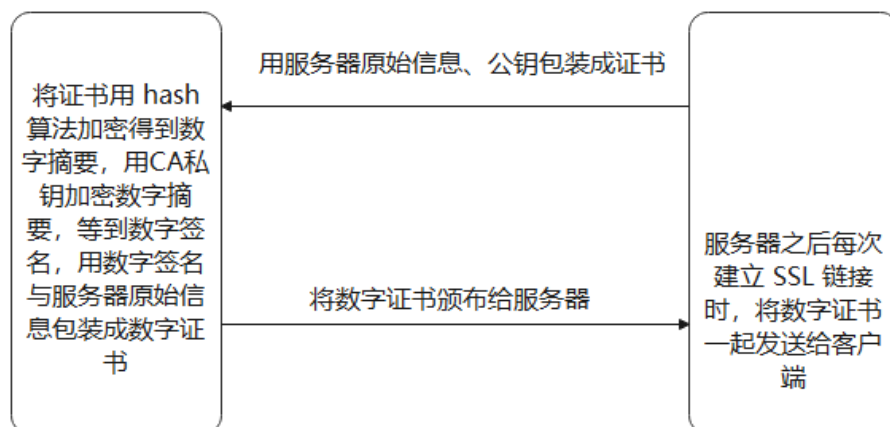 用服务器原始信息、公钥包装成证书
将证书用 hash
算法加密得到数
字摘要，用CA私
钥加密数字摘
要，等到数字签
名，用数字签名
与服务器原始信
息包装成数字证
书
将数字证书颁布给服务器
服务器之后每次
建立 SSL 链接
时，将数字证书
一起发送给客户
端